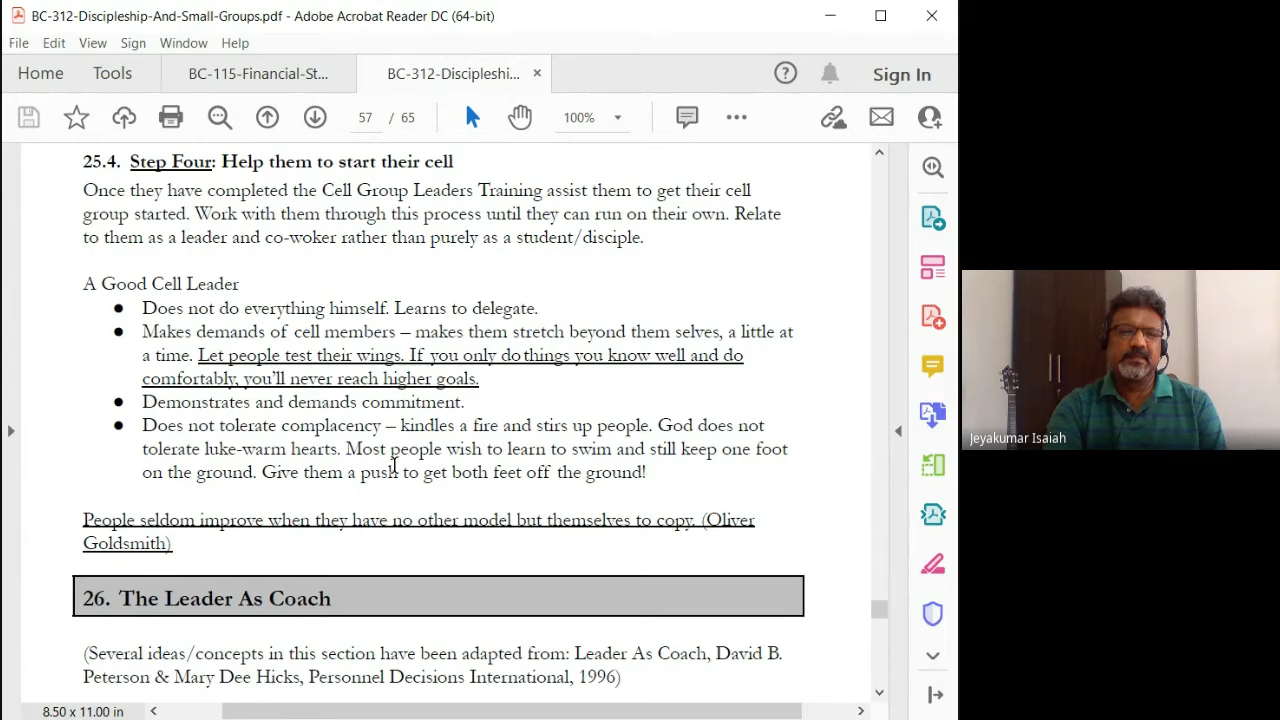 BC-312-Discipleship-And-Small-Groups.pdf - Adobe Acrobat Reader DC (64-bit)
File Edit View Sign Window Help
Home Tools BC-115-Financial-St... BC-312-Discipleshi... × Sign In
57 / 65 100%
25.4. Step Four: Help them to start their cell
Once they have completed the Cell Group Leaders Training assist them to get their cell
group started. Work with them through this process until they can run on their own. Relate
to them as a leader and co-woker rather than purely as a student/disciple.
A Good Cell Leader
● Does not do everything himself. Learns to delegate.
● Makes demands of cell members – makes them stretch beyond them selves, a little at
a time. Let people test their wings. If you only do things you know well and do
comfortably, you'll never reach higher goals.
● Demonstrates and demands commitment.
● Does not tolerate complacency – kindles a fire and stirs up people. God does not
tolerate luke-warm hearts. Most people wish to learn to swim and still keep one foot
on the ground. Give them a push to get both feet off the ground!
Jeyakumar Isaiah
People seldom improve when they have no other model but themselves to copy. (Oliver
Goldsmith)
26. The Leader As Coach
(Several ideas/concepts in this section have been adapted from: Leader As Coach, David B.
Peterson & Mary Dee Hicks, Personnel Decisions International, 1996)
8.50 x 11.00 in